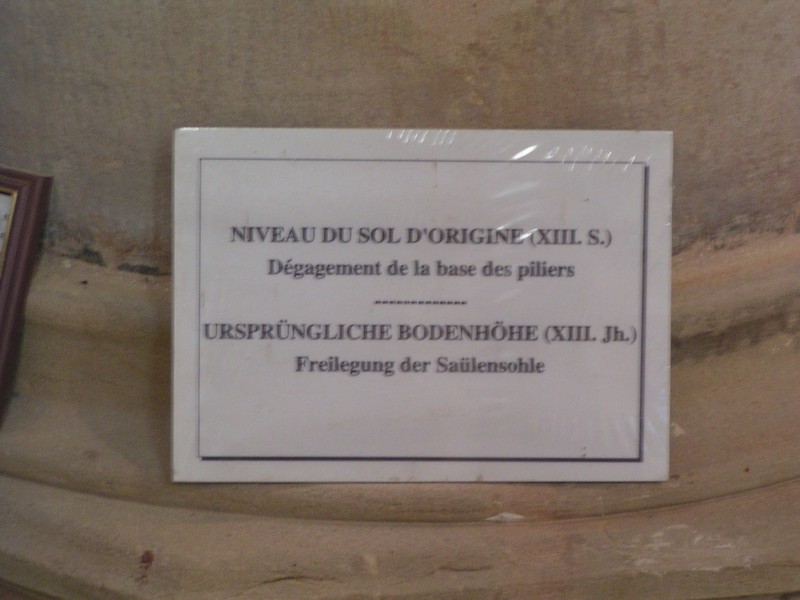 NIVEAU DU SOL D'ORIGINE (XIII. S.)
Dégagement de la base des piliers
URSPRÜNGLICHE BODENHÖHE (XIII. Jh.)
Freilegung der Saülensohle